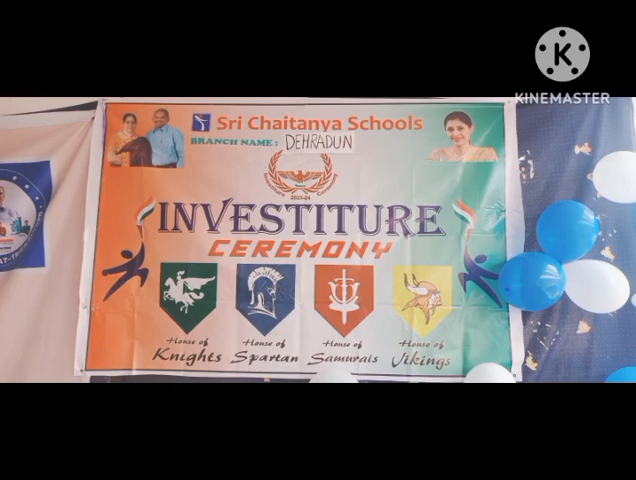 KINEMASTER
Sri Chaitanya Schools
BRANCH NAME: DEHRADUN
2023-24
INVESTITURE
CEREMONY
House of Knights
House of Spartan
House of Samurais
House of Vikings